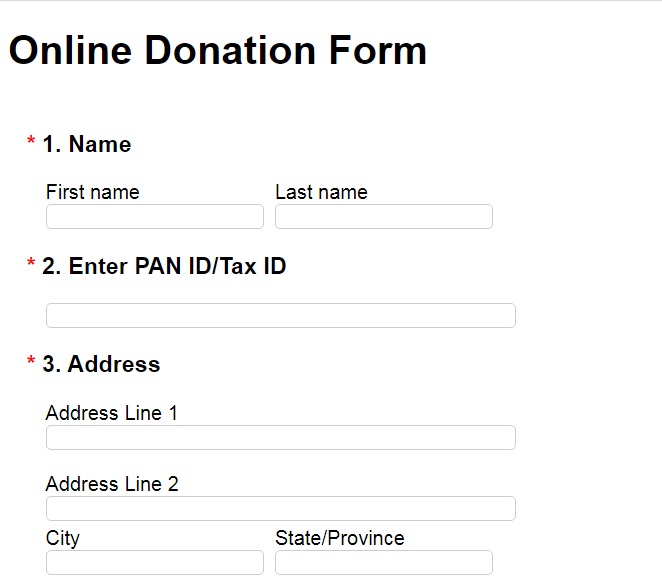 Online Donation Form
* 1. Name
First name Last name
* 2. Enter PAN ID/Tax ID
* 3. Address
Address Line 1
Address Line 2
City State/Province